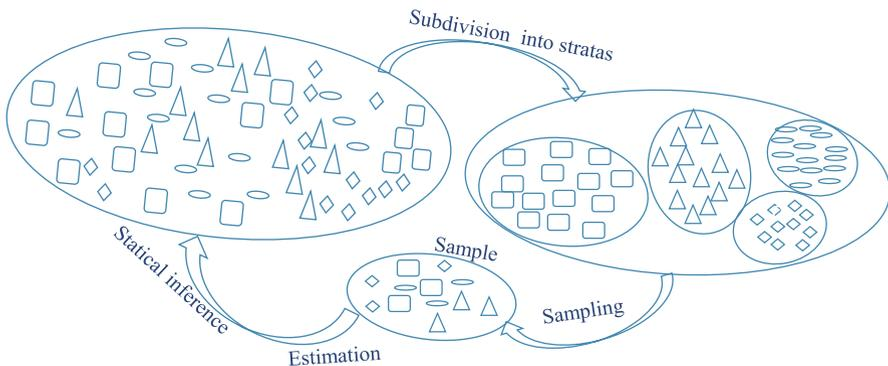 Subdivision into stratas
Sample
Statical inference
Sampling
Estimation